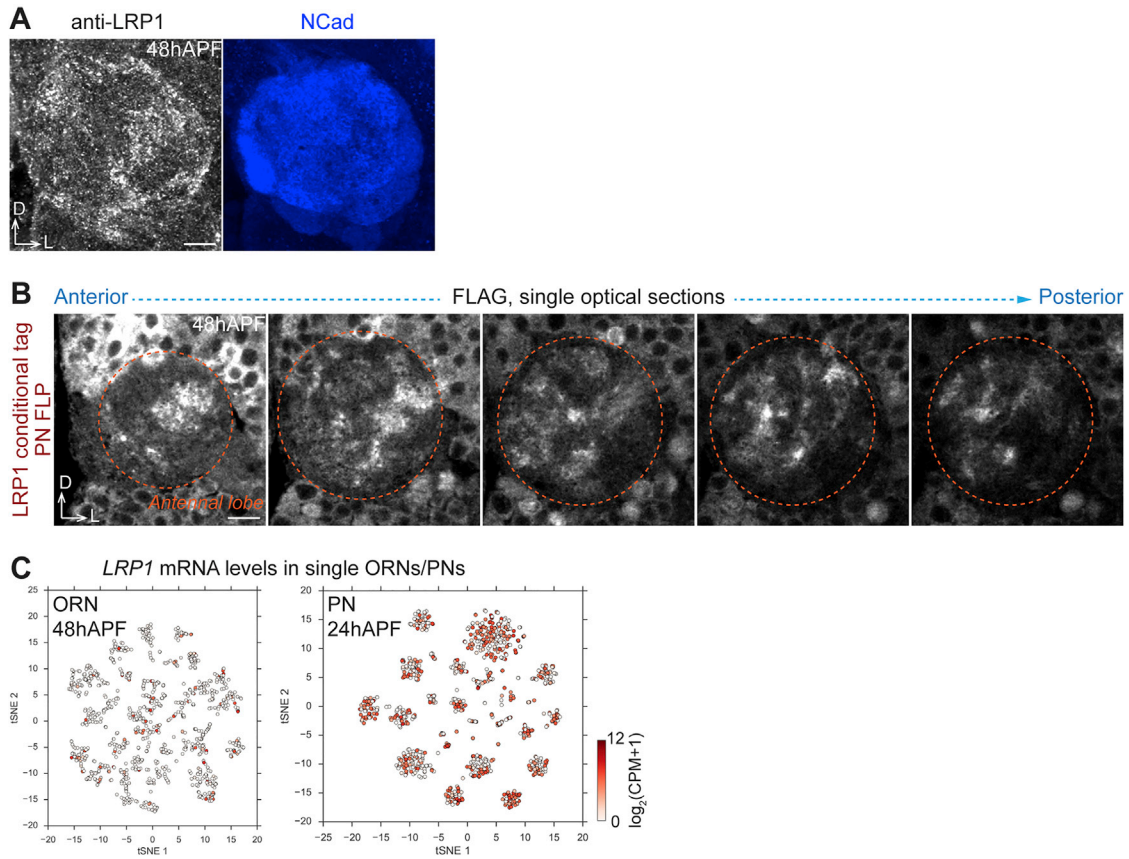 A
anti-LRP1
NCad
48hAPF
D
L
B
Anterior
FLAG, single optical sections
Posterior
LRP1 conditional tag
PN FLP
48hAPF
D
L
Antennal lobe
C
LRP1 mRNA levels in single ORNs/PNs
ORN
48hAPF
25
20
15
10
5
0
−5
−10
−15
−20
tSNE 2
−20 −15 −10 −5 0 5 10 15 20
tSNE 1
PN
24hAPF
20
15
10
5
0
−5
−10
−15
−20
tSNE 2
−25 −20 −15 −10 −5 0 5 10 15 20
tSNE 1
12
0
log2(CPM+1)